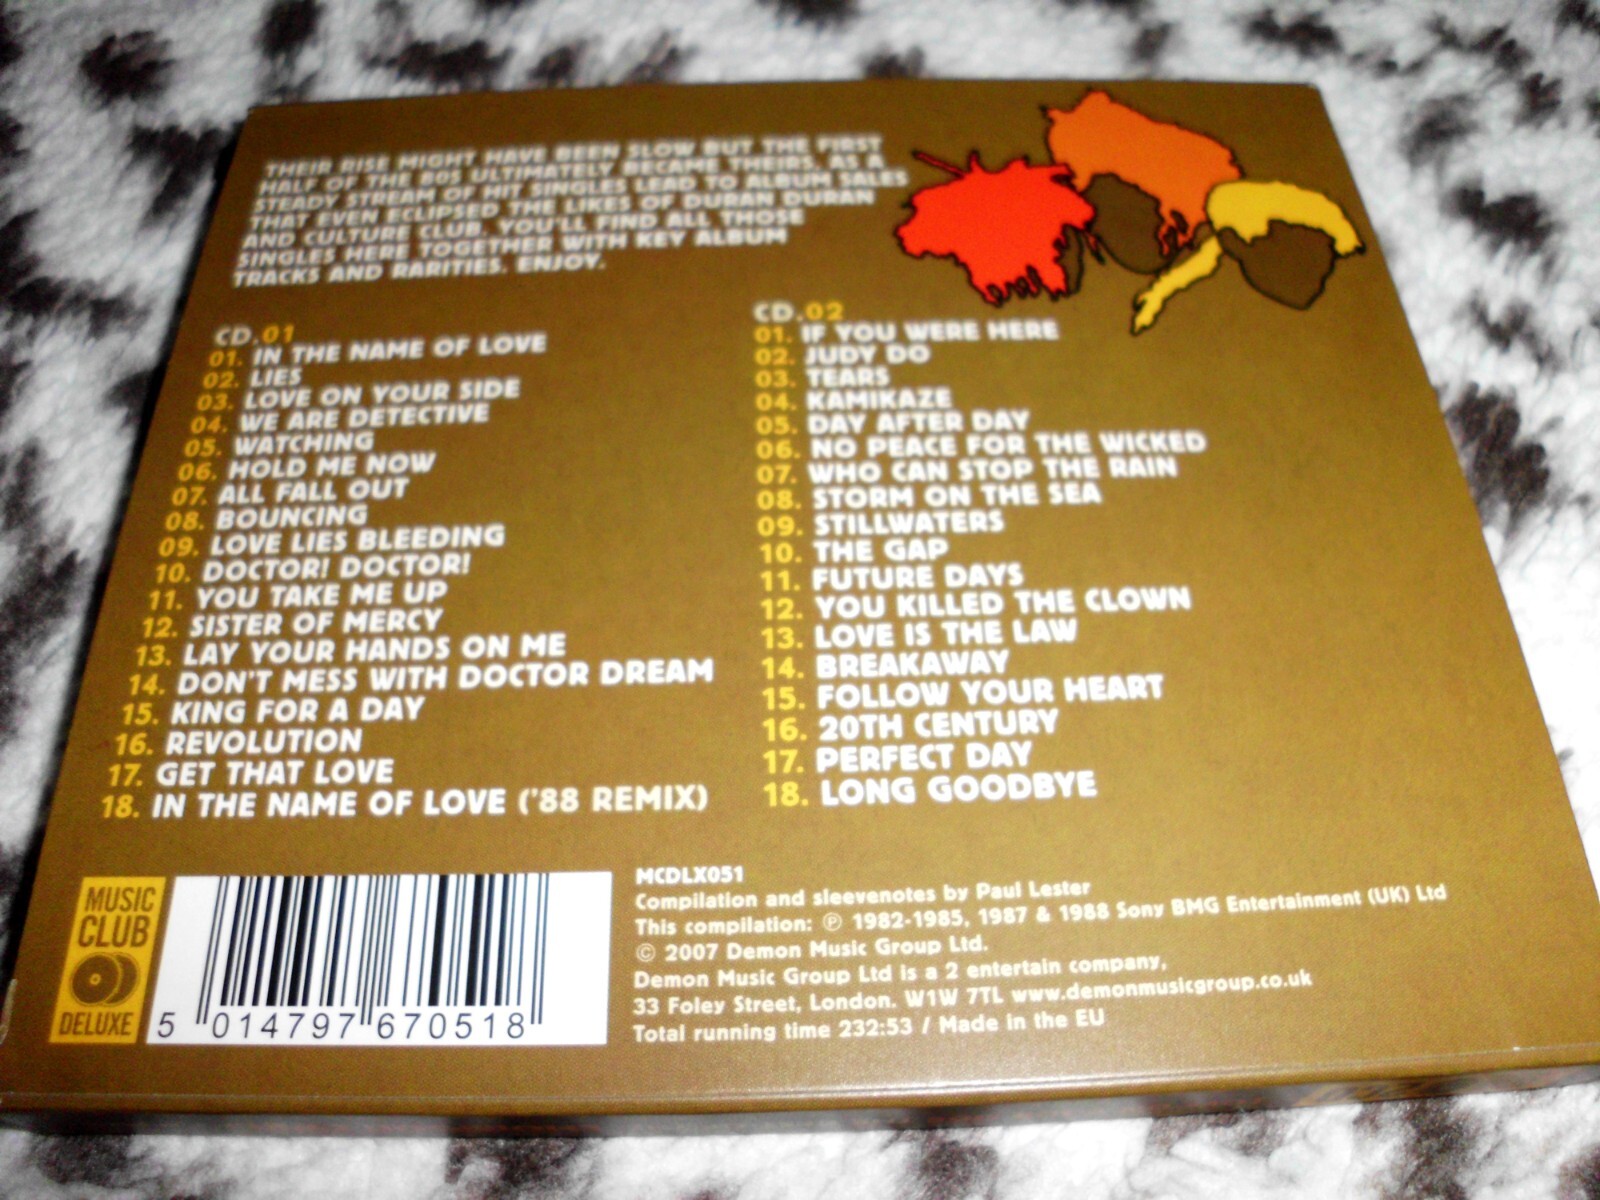 THEIR RISE MIGHT HAVE BEEN SLOW BUT THE FIRST
HALF OF THE 80S ULTIMATELY BECAME THEIRS, AS A
STEADY STREAM OF HIT SINGLES LEAD TO ALBUM SALES
THAT EVEN ECLIPSED THE LIKES OF DURAN DURAN
AND CULTURE CLUB. YOU'LL FIND ALL THOSE
SINGLES HERE TOGETHER WITH KEY ALBUM
TRACKS AND RARITIES. ENJOY.
CD.01
01. IN THE NAME OF LOVE
02. LIES
03. LOVE ON YOUR SIDE
04. WE ARE DETECTIVE
05. WATCHING
06. HOLD ME NOW
07. ALL FALL OUT
08. BOUNCING
09. LOVE LIES BLEEDING
10. DOCTOR! DOCTOR!
11. YOU TAKE ME UP
12. SISTER OF MERCY
13. LAY YOUR HANDS ON ME
14. DON'T MESS WITH DOCTOR DREAM
15. KING FOR A DAY
16. REVOLUTION
17. GET THAT LOVE
18. IN THE NAME OF LOVE ('88 REMIX)
CD.02
01. IF YOU WERE HERE
02. JUDY DO
03. TEARS
04. KAMIKAZE
05. DAY AFTER DAY
06. NO PEACE FOR THE WICKED
07. WHO CAN STOP THE RAIN
08. STORM ON THE SEA
09. STILLWATERS
10. THE GAP
11. FUTURE DAYS
12. YOU KILLED THE CLOWN
13. LOVE IS THE LAW
14. BREAKAWAY
15. FOLLOW YOUR HEART
16. 20TH CENTURY
17. PERFECT DAY
18. LONG GOODBYE
MUSIC
CLUB
DELUXE
5 014797 670518
MCDLX051
Compilation and sleevenotes by Paul Lester
This compilation: ℗ 1982-1985, 1987 & 1988 Sony BMG Entertainment (UK) Ltd
© 2007 Demon Music Group Ltd.
Demon Music Group Ltd is a 2 entertain company,
33 Foley Street, London. W1W 7TL www.demonmusicgroup.co.uk
Total running time 232:53 / Made in the EU